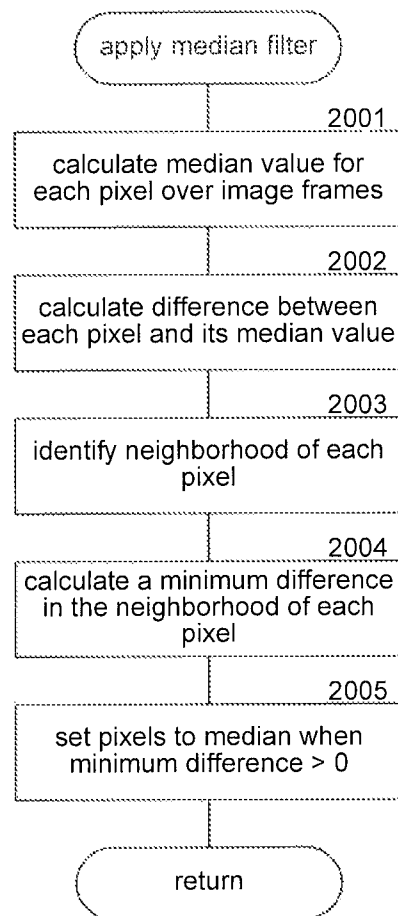 apply median filter
2001
calculate median value for
each pixel over image frames
2002
calculate difference between
each pixel and its median value
2003
identify neighborhood of each
pixel
2004
calculate a minimum difference
in the neighborhood of each
pixel
2005
set pixels to median when
minimum difference > 0
return